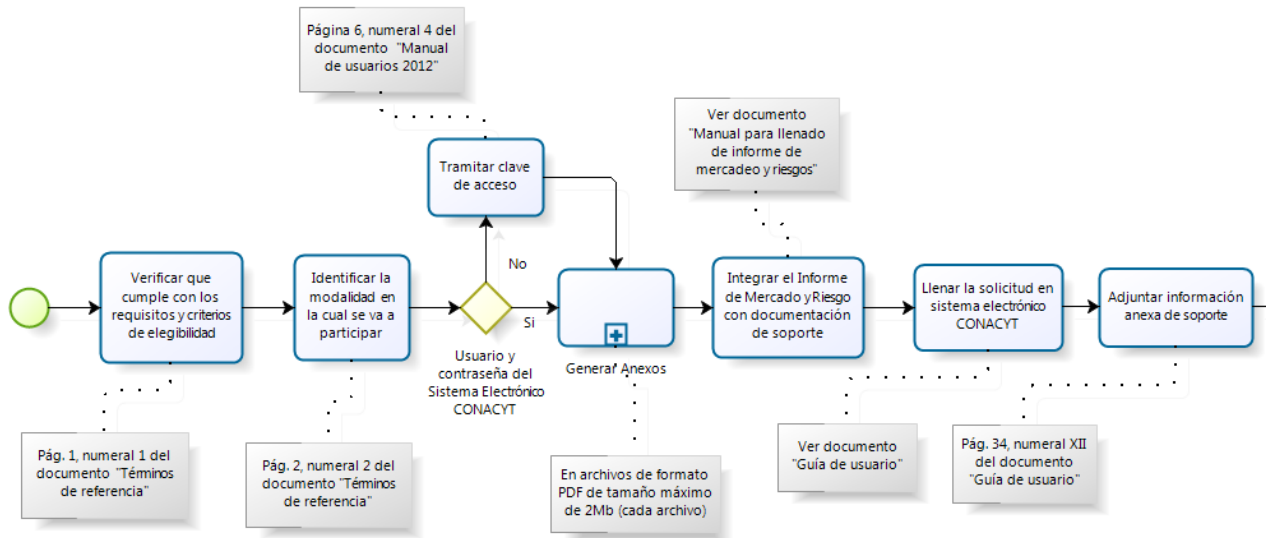 Página 6, numeral 4 del
documento "Manual
de usuarios 2012"
Ver documento
"Manual para llenado
de informe de
mercadeo y riesgos"
Tramitar clave
de acceso
No
Verificar que
cumple con los
requisitos y criterios
de elegibilidad
Identificar la
modalidad en
la cual se va a
participar
Si
Usuario y
contraseña del
Sistema Electrónico
CONACYT
General Anexos
Integrar el Informe
de Mercado y Riesgo
con documentación
de soporte
Llenar la solicitud en
sistema electrónico
CONACYT
Adjuntar información
anexa de soporte
Pág. 1, numeral 1 del
documento "Términos
de referencia"
Pág. 2, numeral 2 del
documento "Términos
de referencia"
En archivos de formato
PDF de tamaño máximo
de 2Mb (cada archivo)
Ver documento
"Guía de usuario"
Pág. 34, numeral XII
del documento
"Guía de usuario"